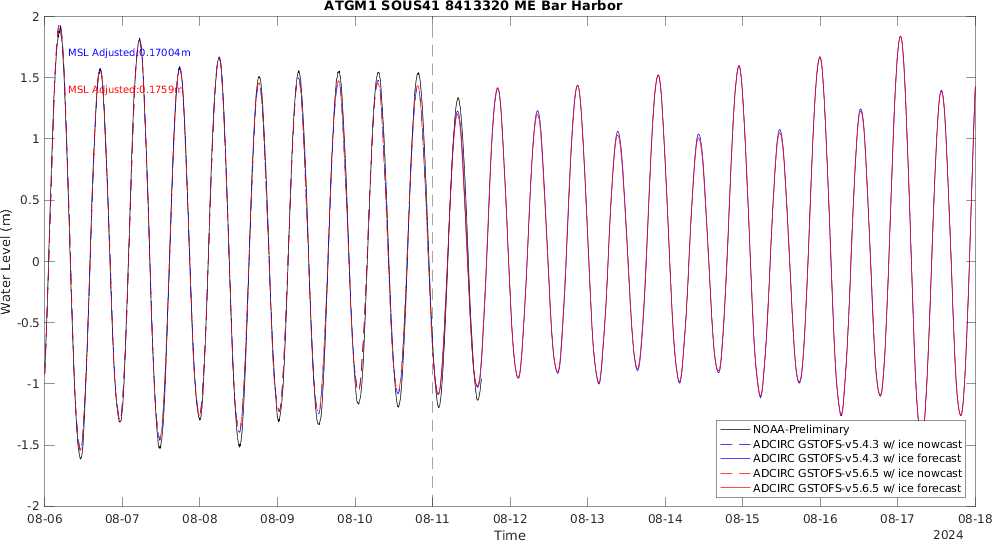 ATGM1 SOUS41 8413320 ME Bar Harbor
MSL Adjusted:0.17004m
MSL Adjusted:0.1759m
Water Level (m)
2
1.5
1
0.5
0
-0.5
-1
-1.5
-2
08-06 08-07 08-08 08-09 08-10 08-11 08-12 08-13 08-14 08-15 08-16 08-17 08-18
Time
2024
NOAA-Preliminary
ADCIRC GSTOFS-v5.4.3 w/ ice nowcast
ADCIRC GSTOFS-v5.4.3 w/ ice forecast
ADCIRC GSTOFS-v5.6.5 w/ ice nowcast
ADCIRC GSTOFS-v5.6.5 w/ ice forecast